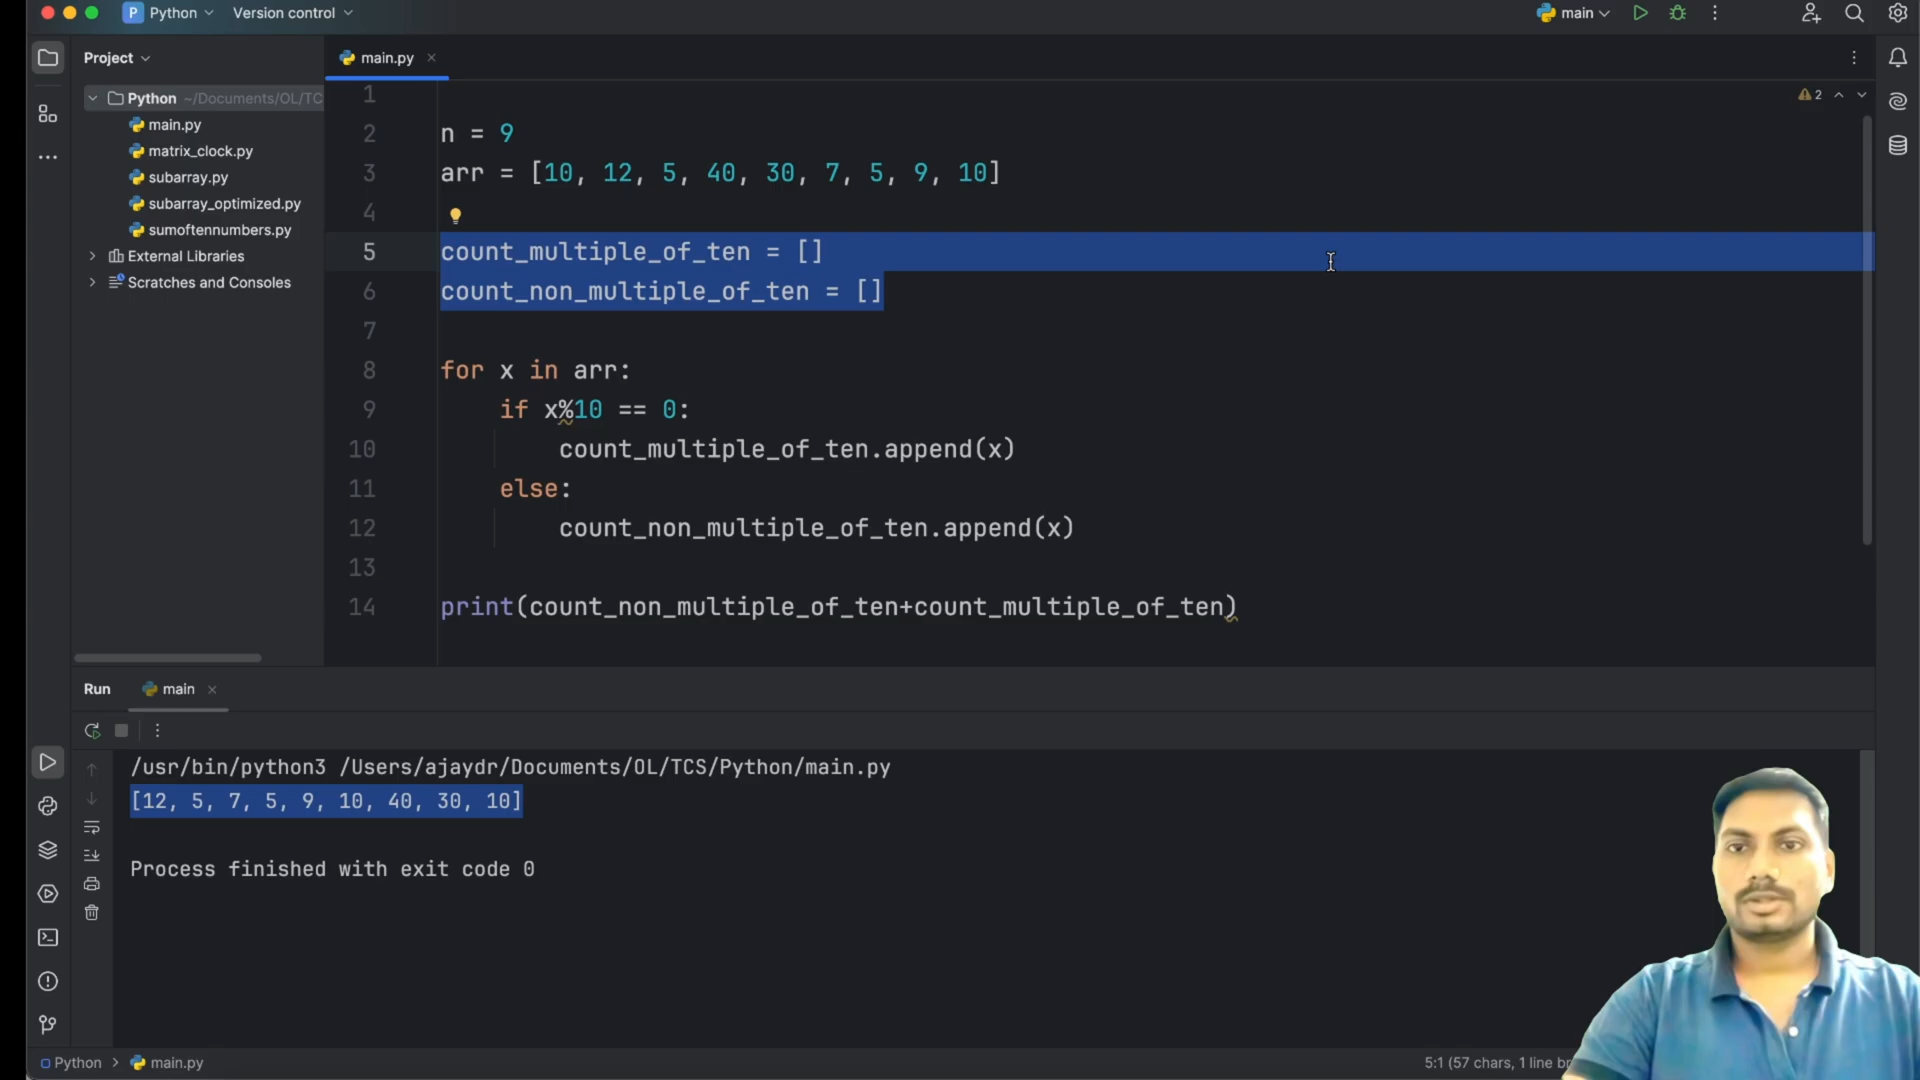 P Python Version control main
Project main.py
Python ~/Documents/OL/TC
main.py
matrix_clock.py
subarray.py
subarray_optimized.py
sumoftennumbers.py
External Libraries
Scratches and Consoles
2
1
2 n = 9
3 arr = [10, 12, 5, 40, 30, 7, 5, 9, 10]
4
5 count_multiple_of_ten = []
6 count_non_multiple_of_ten = []
7
8 for x in arr:
9 if x%10 == 0:
10 count_multiple_of_ten.append(x)
11 else:
12 count_non_multiple_of_ten.append(x)
13
14 print(count_non_multiple_of_ten+count_multiple_of_ten)
Run main
/usr/bin/python3 /Users/ajaydr/Documents/OL/TCS/Python/main.py
[12, 5, 7, 5, 9, 10, 40, 30, 10]
Process finished with exit code 0
Python > main.py 5:1 (57 chars, 1 line